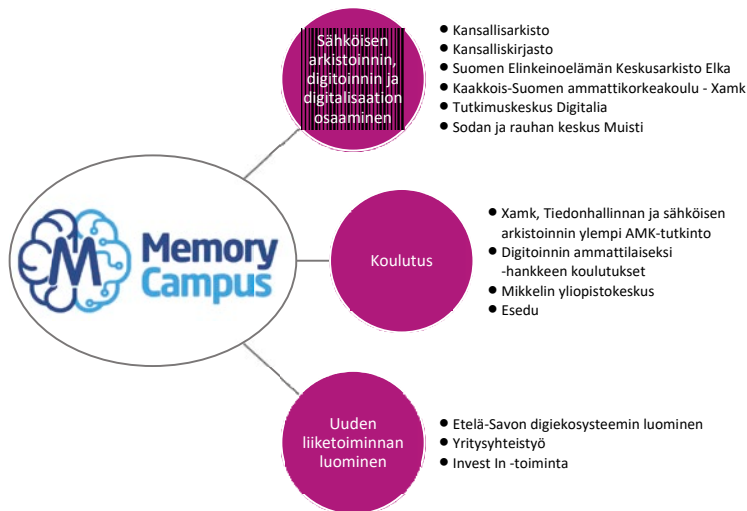 Sähköisen
arkistoinnin,
digitoinnin ja
digitalisaation
osaaminen
● Kansallisarkisto
● Kansalliskirjasto
● Suomen Elinkeinoelämän Keskusarkisto Elka
● Kaakkois-Suomen ammattikorkeakoulu - Xamk
● Tutkimuskeskus Digitalia
● Sodan ja rauhan keskus Muisti
M
Memory
Campus
Koulutus
● Xamk, Tiedonhallinnan ja sähköisen
arkistoinnin ylempi AMK-tutkinto
● Digitoinnin ammattilaiseksi
-hankkeen koulutukset
● Mikkelin yliopistokeskus
● Esedu
Uuden
liiketoiminnan
luominen
● Etelä-Savon digiekosysteemin luominen
● Yritysyhteistyö
● Invest In -toiminta